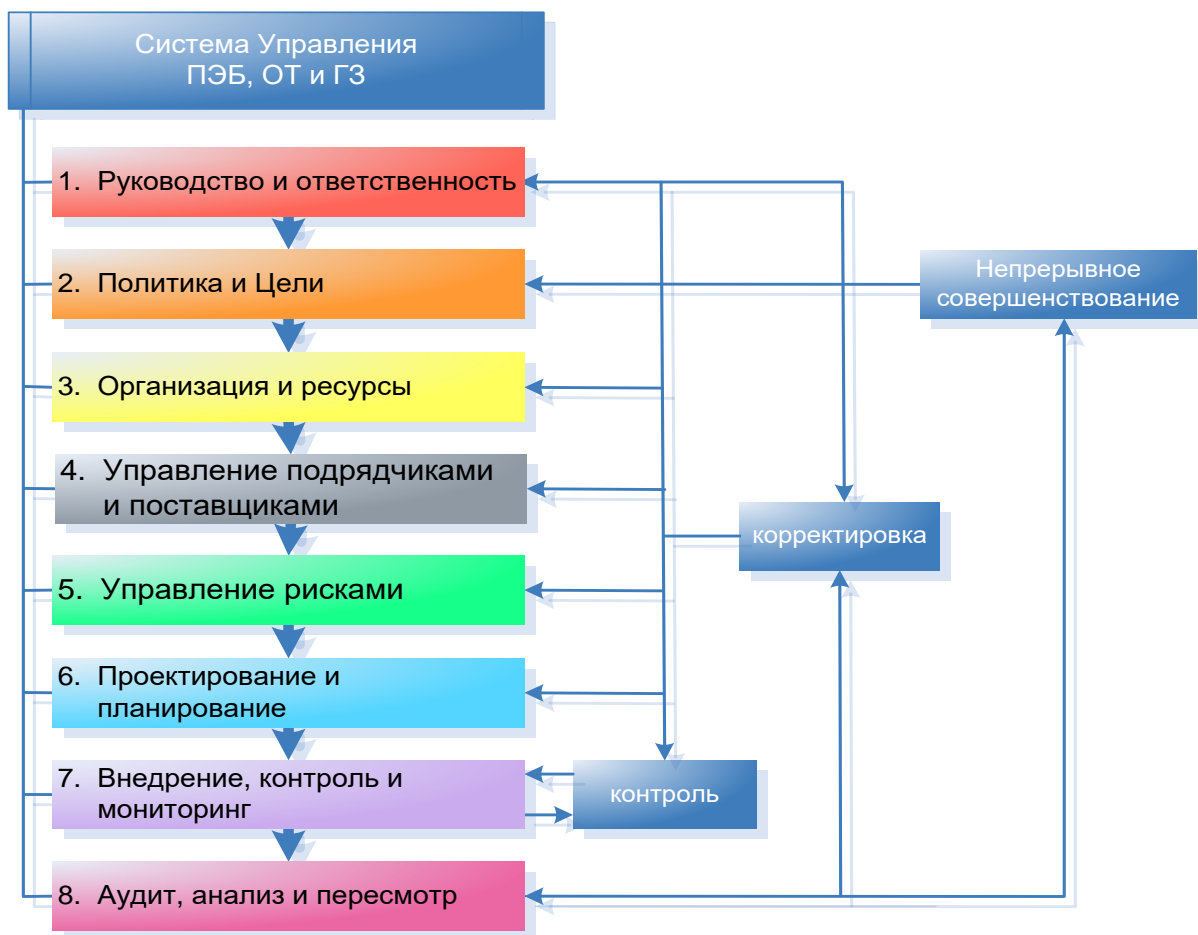 Система Управления
ПЭБ, ОТ и ГЗ
1. Руководство и ответственность
2. Политика и Цели
Непрерывное
совершенствование
3. Организация и ресурсы
4. Управление подрядчиками
и поставщиками
корректировка
5. Управление рисками
6. Проектирование и
планирование
7. Внедрение, контроль и
мониторинг
контроль
8. Аудит, анализ и пересмотр